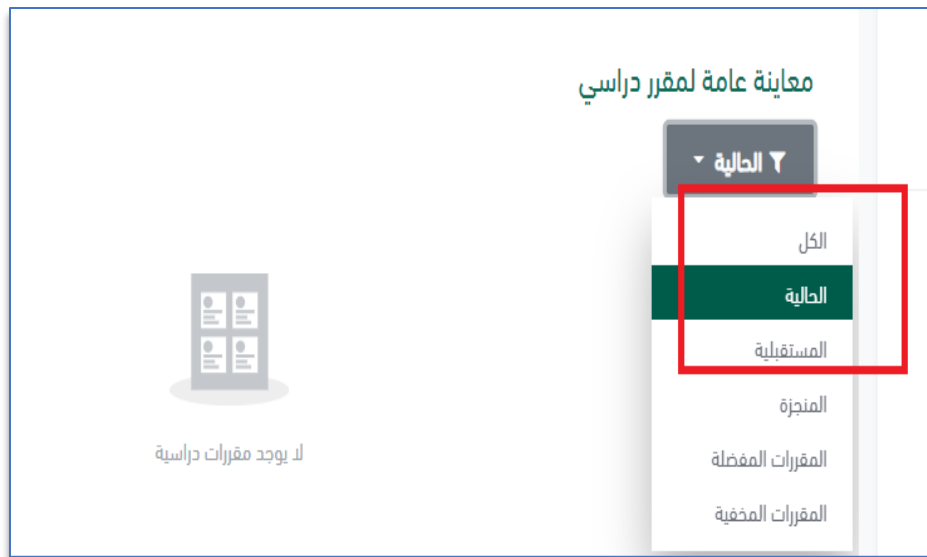 معاينة عامة لمقرر دراسي
الحالية
الكل
الحالية
المستقبلية
المنجزة
المقررات المفضلة
المقررات المخفية
لا يوجد مقررات دراسية